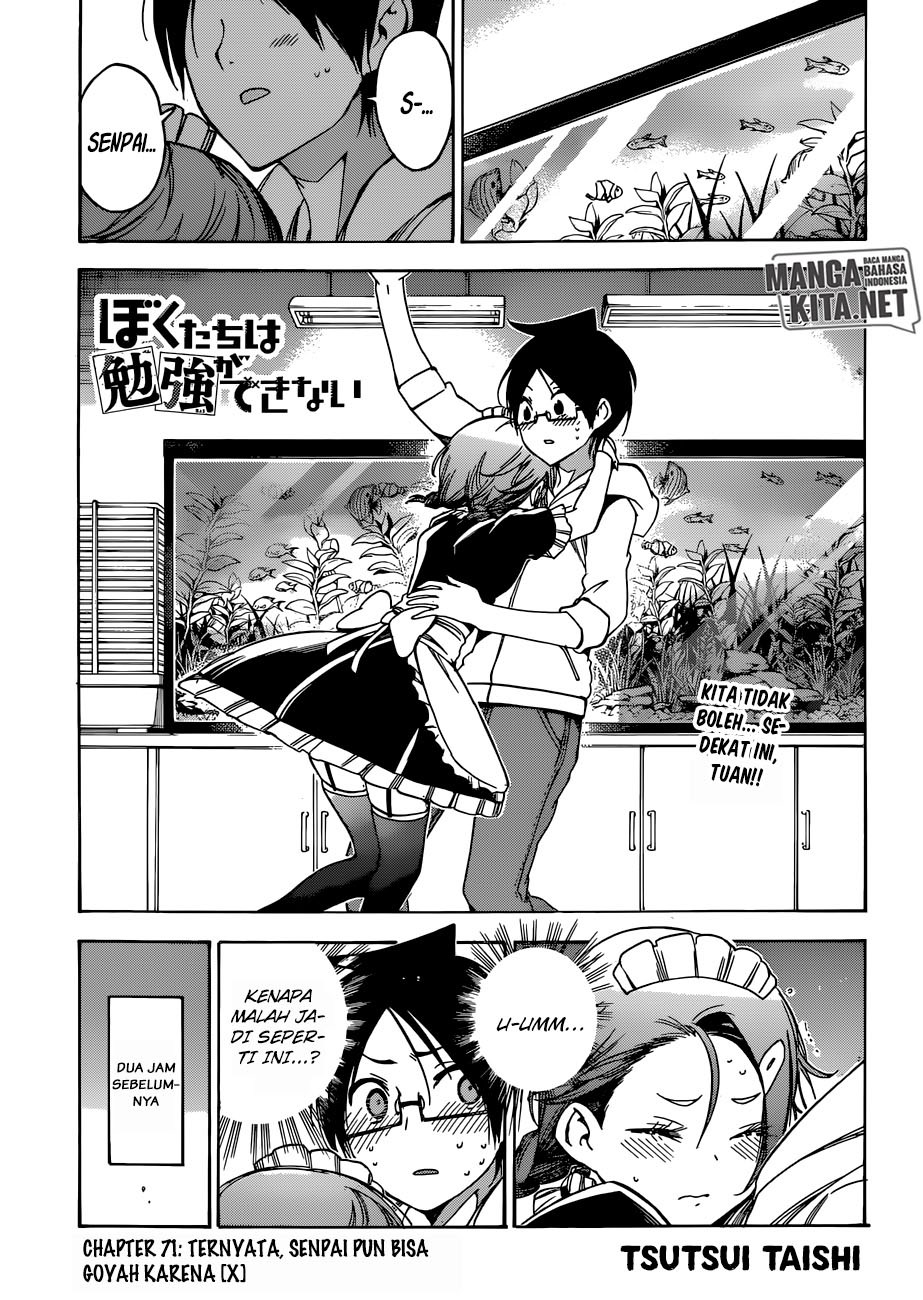 S-...
SENPAI...
MANGA
KITA.NET
BACA MANGA
BAHASA
INDONESIA
ぼくたちは
勉強ができない
KITA TIDAK
BOLEH... SE-
DEKAT INI,
TUAN!!
DUA JAM
SEBELUM-
NYA
KENAPA
MALAH JA-
DI SEPER-
TI INI...?
U-UMM...
CHAPTER 71: TERNYATA, SENPAI PUN BISA
GOYAH KARENA [X]
TSUTSUI TAISHI